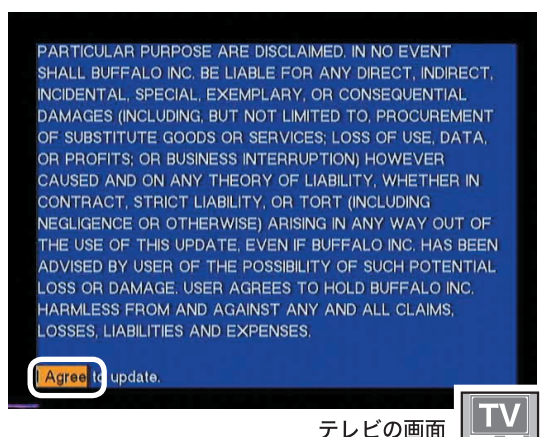 PARTICULAR PURPOSE ARE DISCLAIMED. IN NO EVENT
SHALL BUFFALO INC. BE LIABLE FOR ANY DIRECT, INDIRECT,
INCIDENTAL, SPECIAL, EXEMPLARY, OR CONSEQUENTIAL
DAMAGES (INCLUDING, BUT NOT LIMITED TO, PROCUREMENT
OF SUBSTITUTE GOODS OR SERVICES; LOSS OF USE, DATA,
OR PROFITS; OR BUSINESS INTERRUPTION) HOWEVER
CAUSED AND ON ANY THEORY OF LIABILITY, WHETHER IN
CONTRACT, STRICT LIABILITY, OR TORT (INCLUDING
NEGLIGENCE OR OTHERWISE) ARISING IN ANY WAY OUT OF
THE USE OF THIS UPDATE, EVEN IF BUFFALO INC. HAS BEEN
ADVISED BY USER OF THE POSSIBILITY OF SUCH POTENTIAL
LOSS OR DAMAGE. USER AGREES TO HOLD BUFFALO INC.
HARMLESS FROM AND AGAINST ANY AND ALL CLAIMS,
LOSSES, LIABILITIES AND EXPENSES.
I Agree to update.
テレビの画面
TV